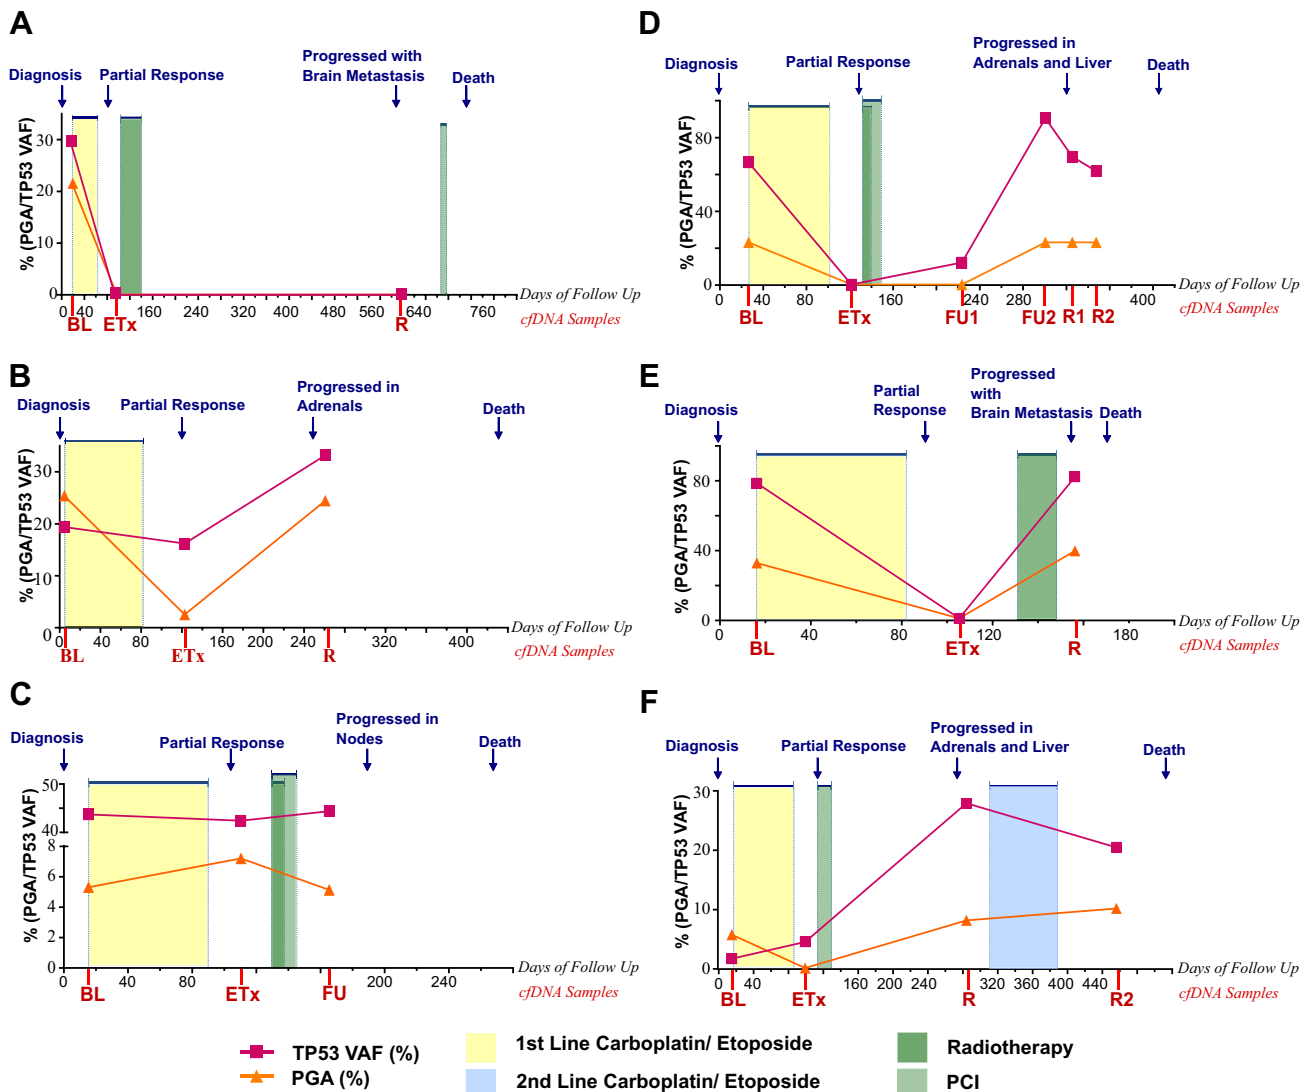 A
Diagnosis
Partial Response
Progressed with
Brain Metastasis
Death
% (PGA/TP53 VAF)
30
20
10
0
0 40 80 160 240 320 400 480 560 640 760
Days of Follow Up
cfDNA Samples
BL ETx R
B
Diagnosis
Partial Response
Progressed in
Adrenals
Death
% (PGA/TP53 VAF)
30
20
10
0
0 40 80 160 200 260 320 400
Days of Follow Up
cfDNA Samples
BL ETx R
C
Diagnosis
Partial Response
Progressed in
Nodes
Death
% (PGA/TP53 VAF)
50
40
8
6
4
2
0
0 40 80 200 240
Days of Follow Up
cfDNA Samples
BL ETx FU
D
Diagnosis
Partial Response
Progressed in
Adrenals and Liver
Death
% (PGA/TP53 VAF)
80
40
0
0 40 80 160 240 280 400
Days of Follow Up
cfDNA Samples
BL ETx FU1 FU2 R1 R2
E
Diagnosis
Partial
Response
Progressed
with
Brain Metastasis
Death
% (PGA/TP53 VAF)
80
40
0
0 40 80 120 180
Days of Follow Up
cfDNA Samples
BL ETx R
F
Diagnosis
Partial Response
Progressed in
Adrenals and Liver
Death
% (PGA/TP53 VAF)
30
20
10
0
0 40 120 160 200 240 320 360 400 440
Days of Follow Up
cfDNA Samples
BL ETx R R2
TP53 VAF (%)
PGA (%)
1st Line Carboplatin/ Etoposide
2nd Line Carboplatin/ Etoposide
Radiotherapy
PCI